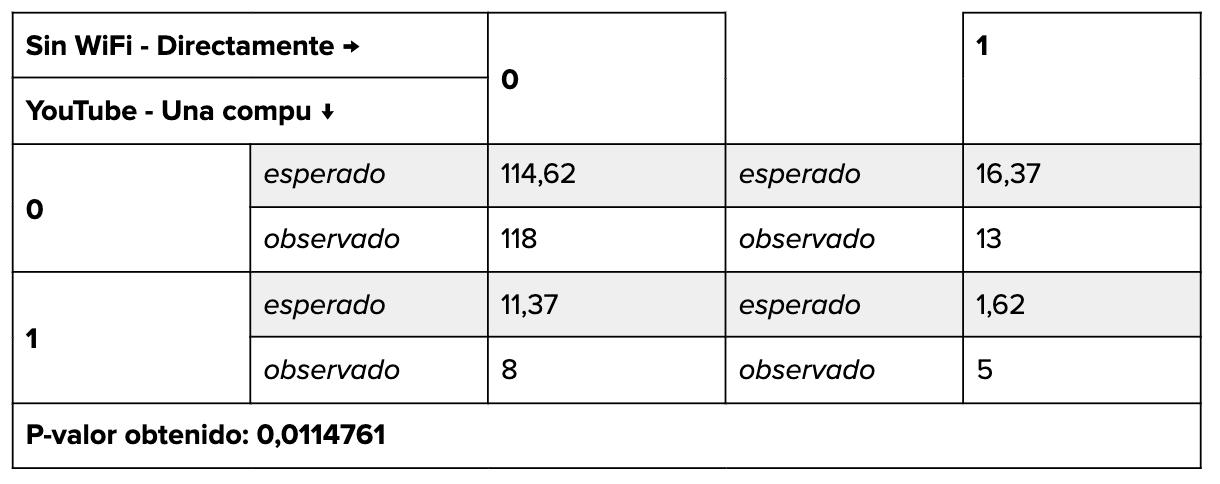 Sin WiFi - Directamente → 0 1
YouTube - Una compu ↓
0 esperado 114,62 esperado 16,37
observado 118 observado 13
1 esperado 11,37 esperado 1,62
observado 8 observado 5
P-valor obtenido: 0,0114761